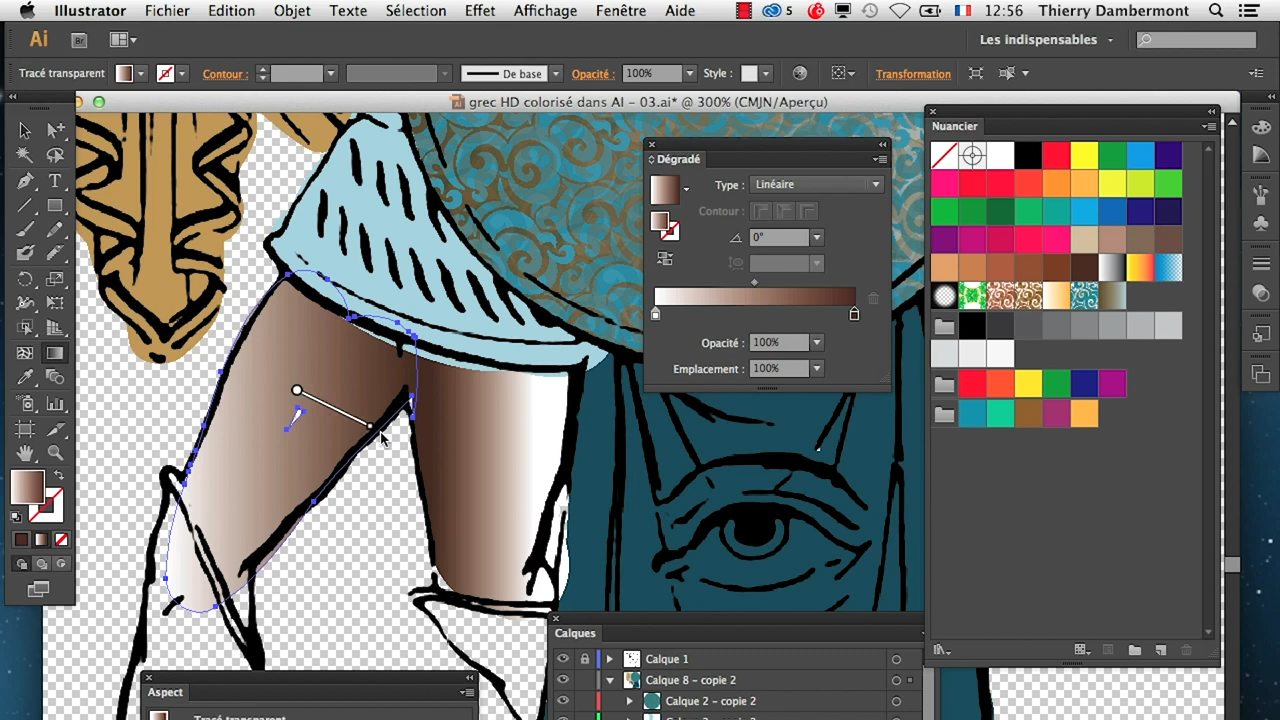 Illustrator Fichier Edition Objet Texte Sélection Effet Affichage Fenêtre Aide 5 12:56 Thierry Dambermont
Ai Br Les indispensables
Tracé transparent Contour : De base Opacité : 100% Style : Transformation
grec HD colorisé dans AI - 03.ai* @ 300% (CMJN/Aperçu)
Nuancier
Dégradé
Type : Linéaire
Contour :
0°
Opacité : 100%
Emplacement : 100%
Calques
Calque 1
Calque 8 - copie 2
Calque 2 - copie 2
Aspect
Tracé transparent